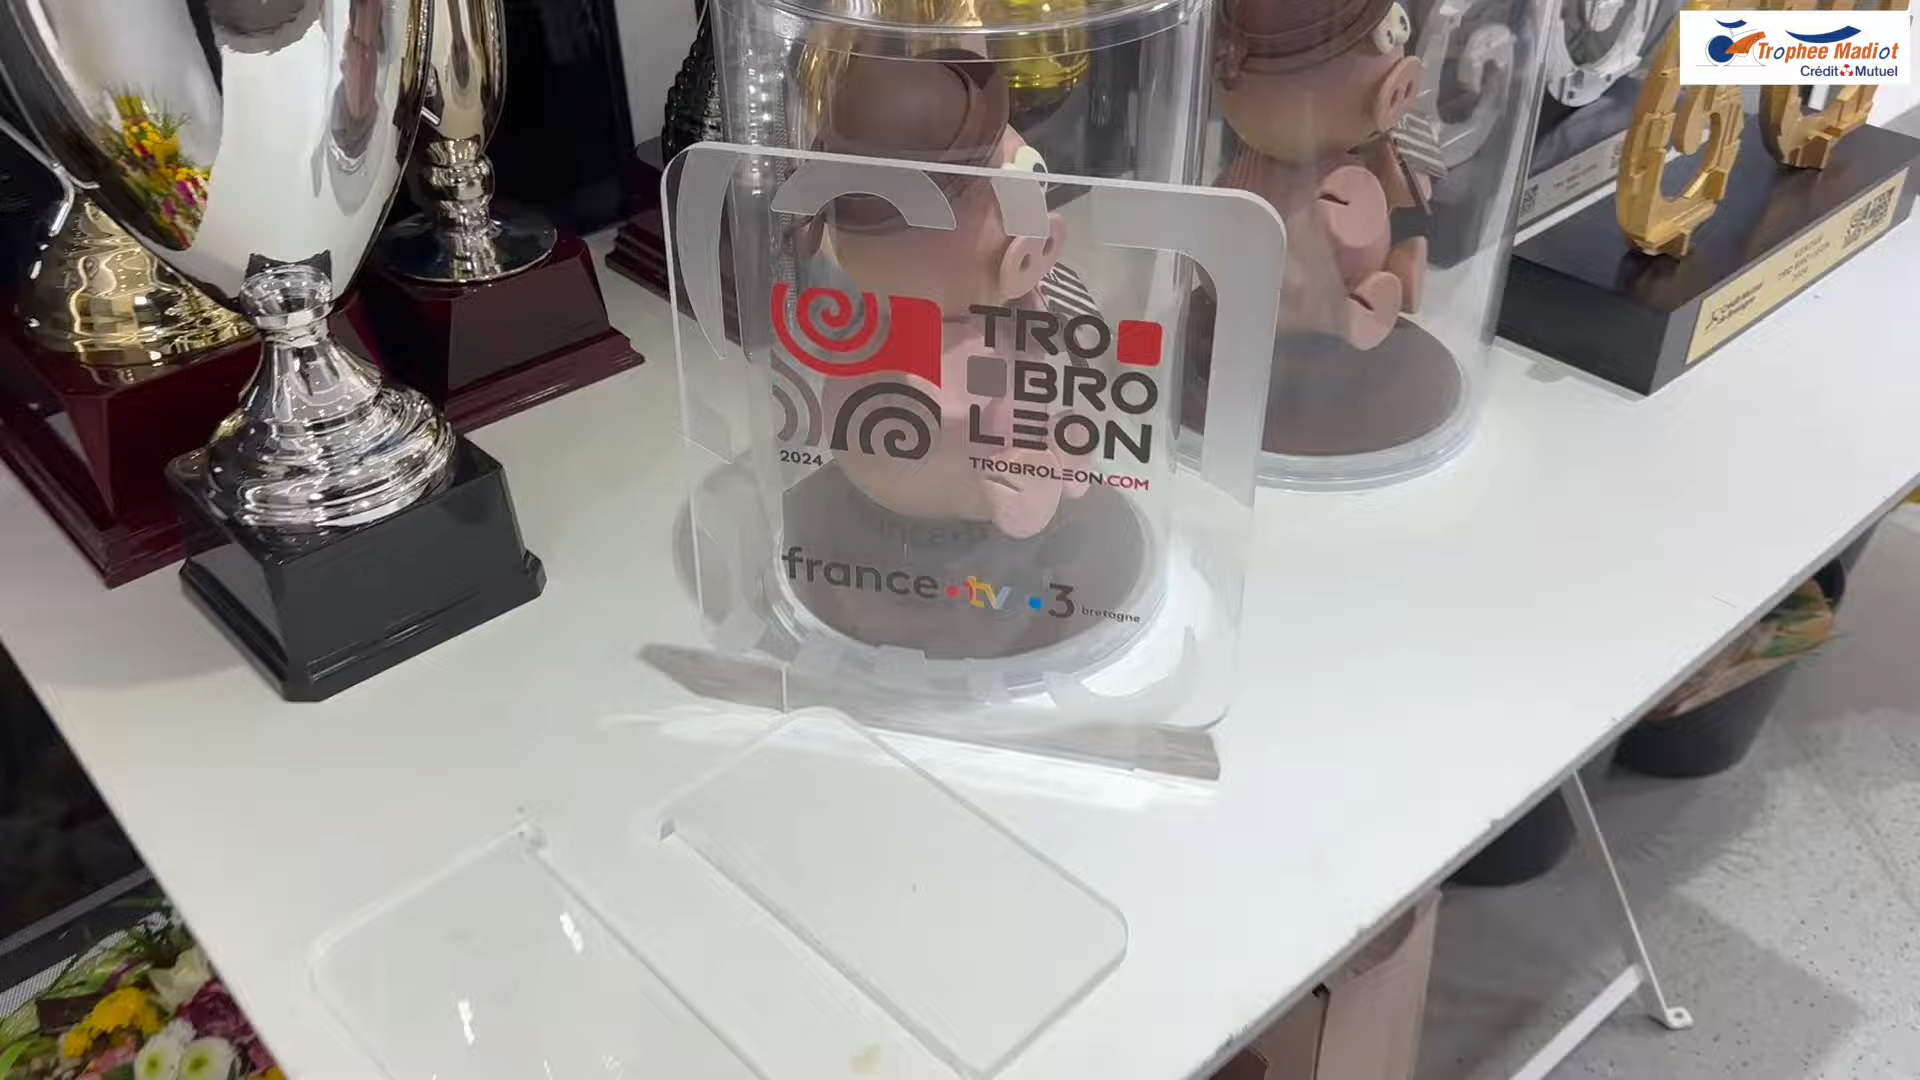 Trophee Madiot
Crédit Mutuel
TRO
BRO
LEON
2024
TROBROLEON.COM
france•tv •3 bretagne